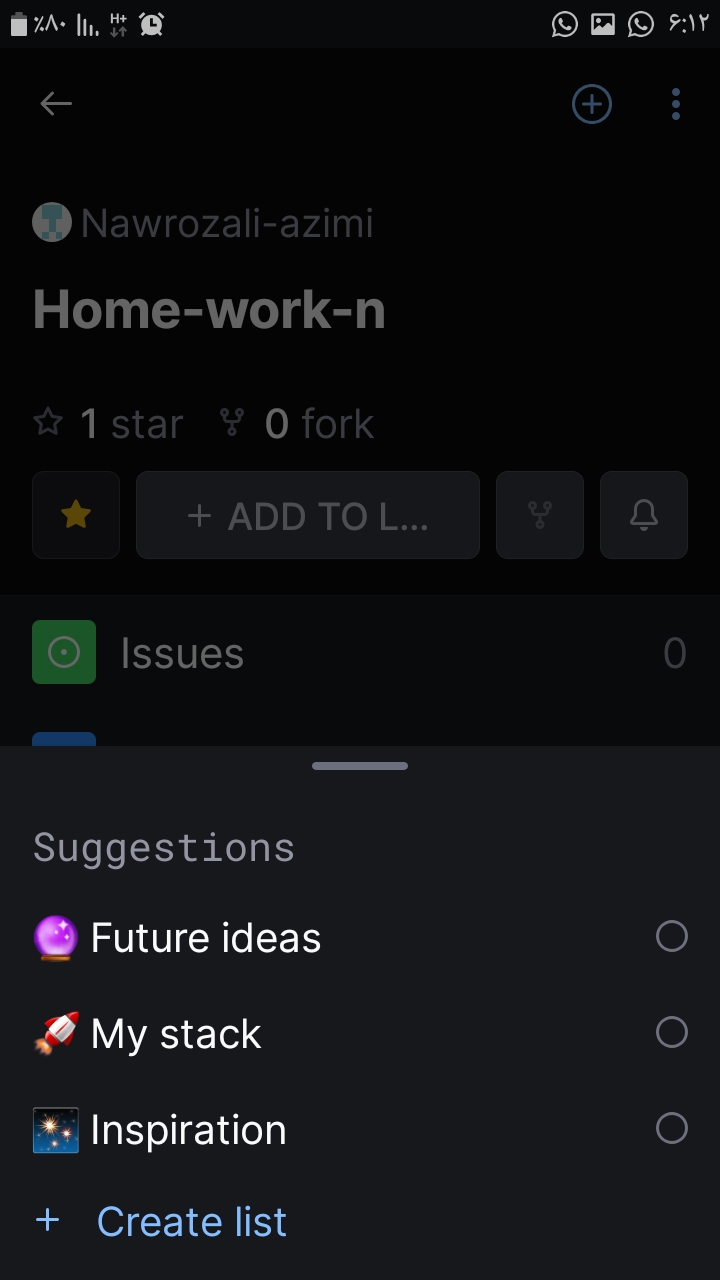 ٪۸۰ H+ ۶:۱۲
Nawrozali-azimi
Home-work-n
1 star 0 fork
+ ADD TO L...
Issues 0
Suggestions
Future ideas
My stack
Inspiration
+ Create list